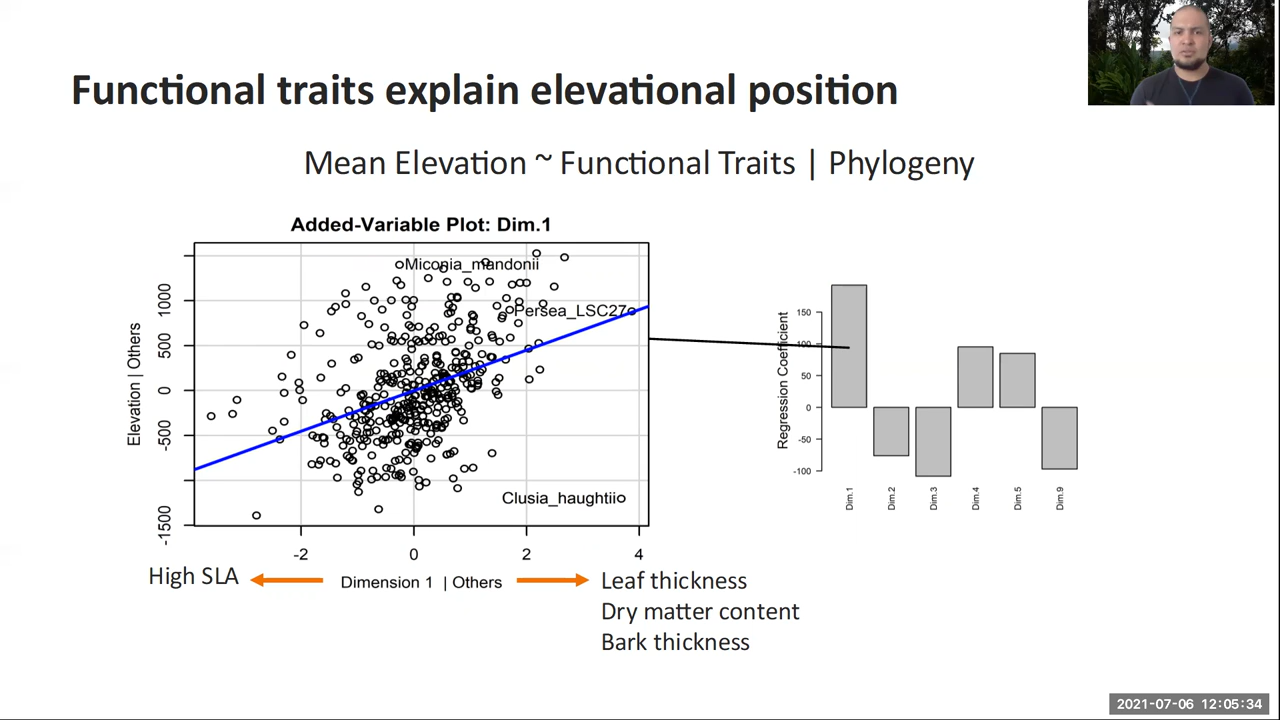 Functional traits explain elevational position
Mean Elevation ~ Functional Traits | Phylogeny
Added-Variable Plot: Dim.1
Elevation | Others
1000
500
0
-500
-1500
Miconia_mandonii
Persea_LSC27
Clusia_haughtii
-2
0
2
4
High SLA
Dimension 1 | Others
Leaf thickness
Dry matter content
Bark thickness
Regression Coefficient
150
100
50
0
-50
-100
Dim.1
Dim.2
Dim.3
Dim.4
Dim.5
Dim.9
2021-07-06 12:05:34